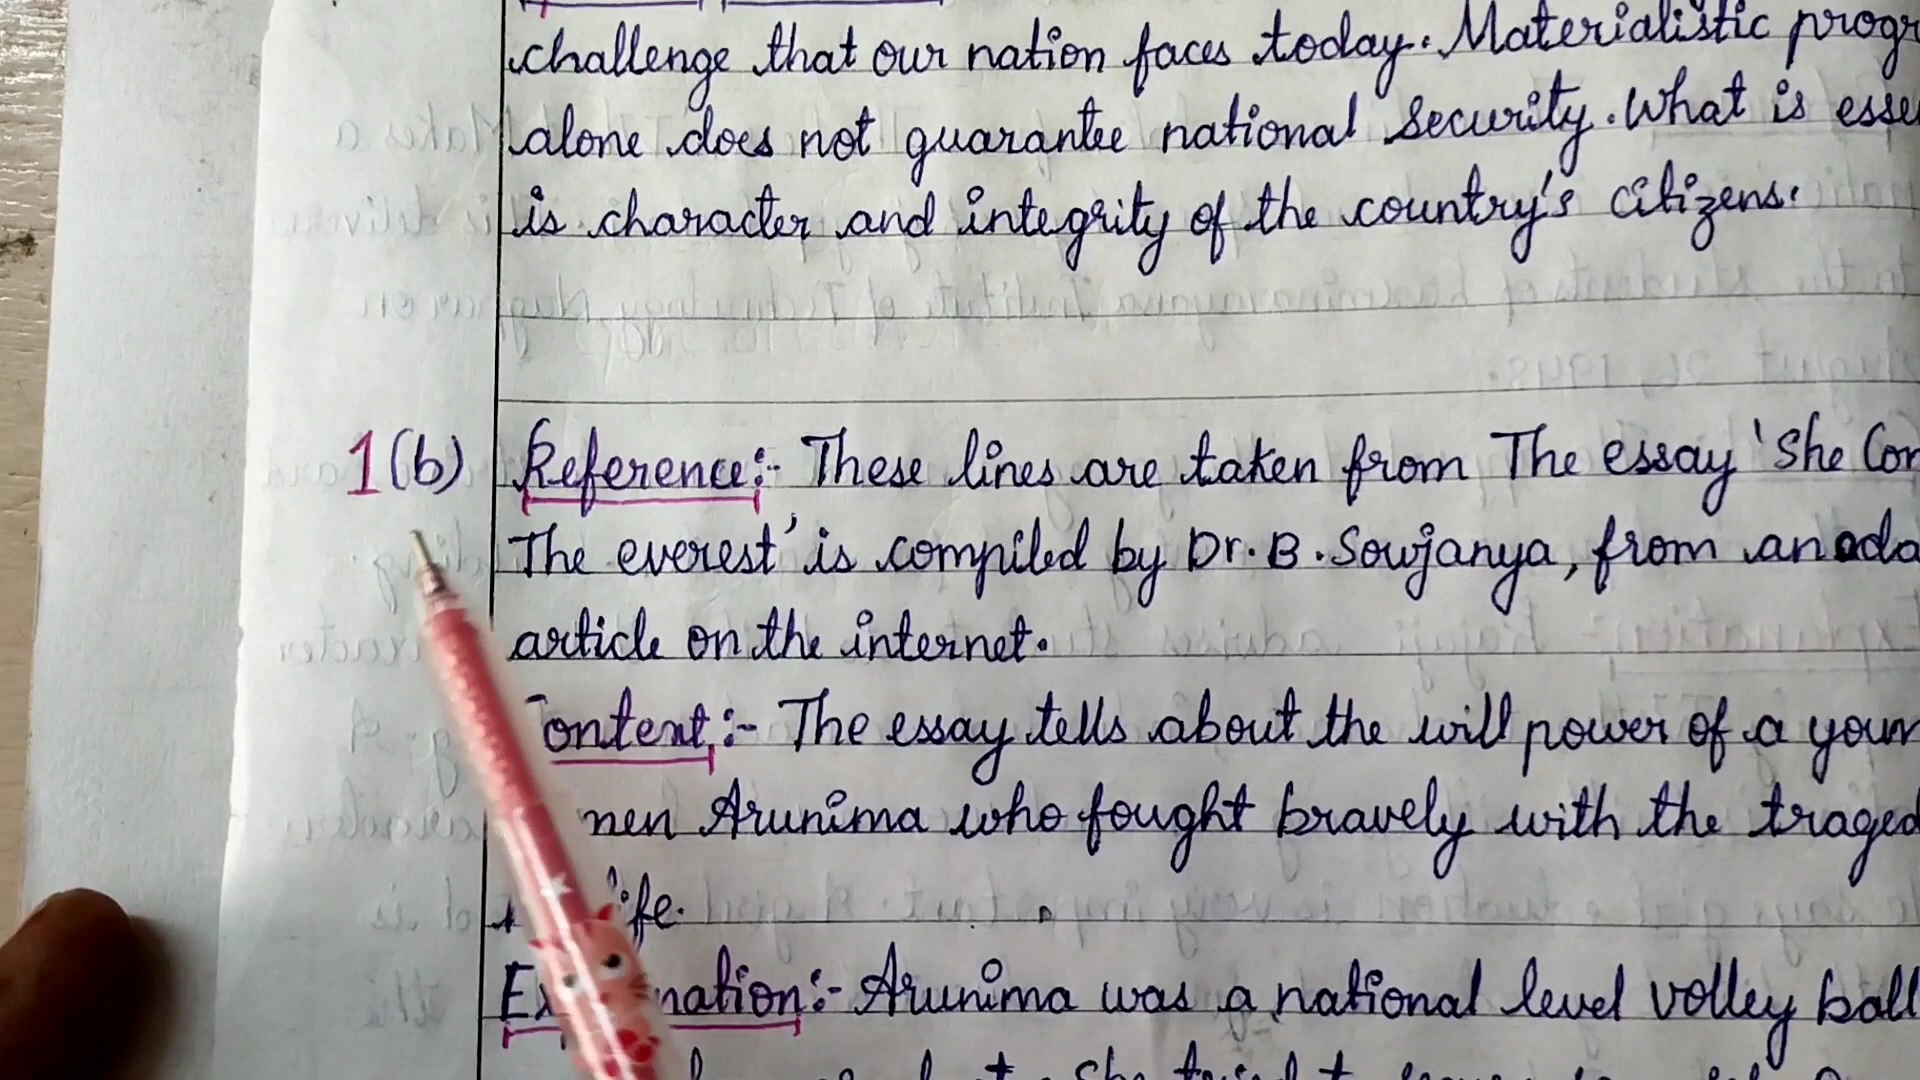 challenge that our nation faces today. Materialistic progr
alone does not guarantee national security. What is esse
is character and integrity of the country's citizens.
1(b) Reference:- These lines are taken from The essay 'She Con
The everest' is compiled by Dr. B. Sowjanya, from an ada
article on the internet.
ontext:- The essay tells about the will power of a youn
men Arunima who fought bravely with the traged
ife.
Ex nation:- Arunima was a national level volley ball